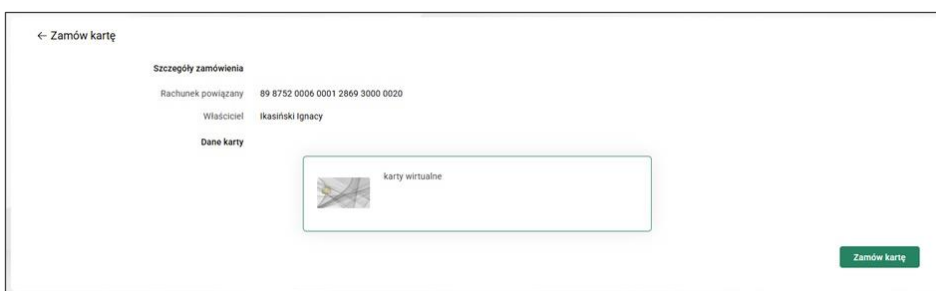 ← Zamów kartę
Szczegóły zamówienia
Rachunek powiązany 89 8752 0006 0001 2869 3000 0020
Właściciel Ikasiński Ignacy
Dane karty
karty wirtualne
Zamów kartę